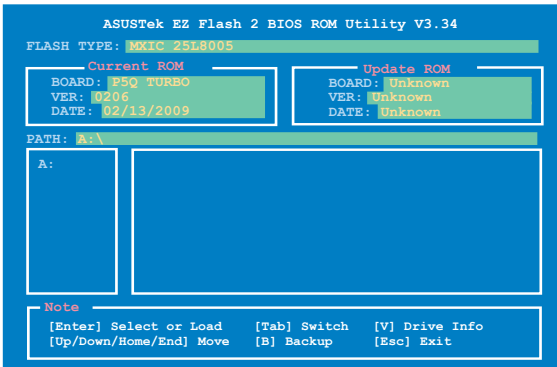 ASUSTek EZ Flash 2 BIOS ROM Utility V3.34
FLASH TYPE: MXIC 25L8005
Current ROM
BOARD: P5Q TURBO
VER: 0206
DATE: 02/13/2009
Update ROM
BOARD: Unknown
VER: Unknown
DATE: Unknown
PATH: A:\
A:
Note
[Enter] Select or Load [Tab] Switch [V] Drive Info
[Up/Down/Home/End] Move [B] Backup [Esc] Exit